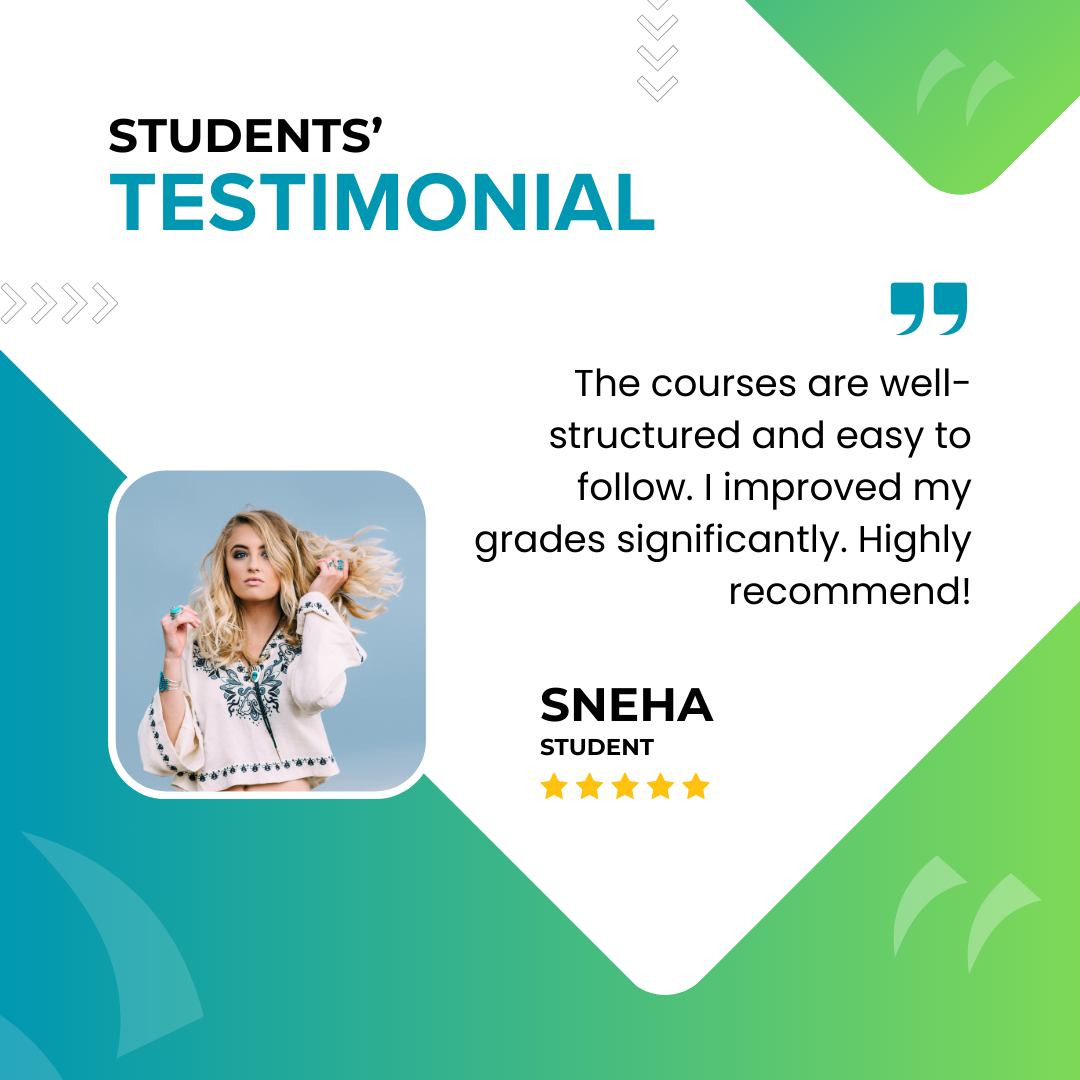 STUDENTS’
TESTIMONIAL
The courses are well-
structured and easy to
follow. I improved my
grades significantly. Highly
recommend!
SNEHA
STUDENT